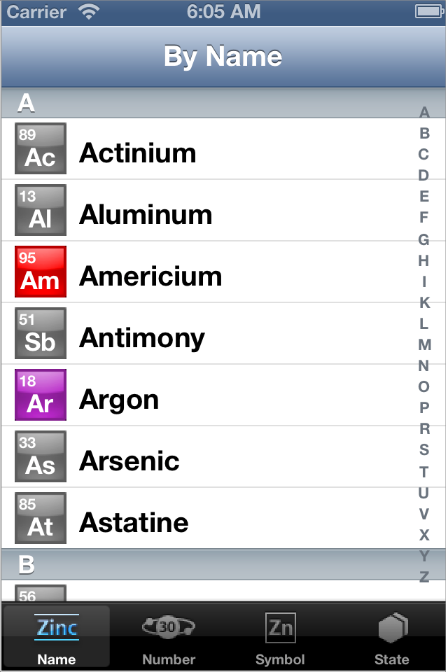 Carrier 6:05 AM
By Name
A
89
Ac Actinium
13
Al Aluminum
95
Am Americium
51
Sb Antimony
18
Ar Argon
33
As Arsenic
85
At Astatine
B
56
A
B
C
D
E
F
G
H
I
K
L
M
N
O
P
R
S
T
U
V
X
Y
Z
Zinc 30 Zn
Name Number Symbol State